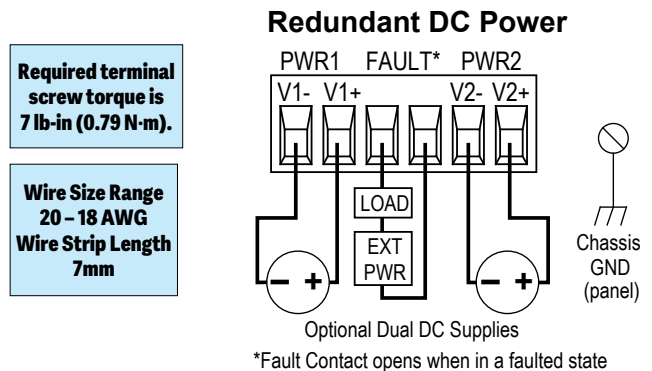 Redundant DC Power
Required terminal
screw torque is
7 lb-in (0.79 N·m).
Wire Size Range
20 – 18 AWG
Wire Strip Length
7mm
PWR1 FAULT* PWR2
V1- V1+ V2- V2+
LOAD
EXT
PWR
- +
- +
Chassis
GND
(panel)
Optional Dual DC Supplies
*Fault Contact opens when in a faulted state